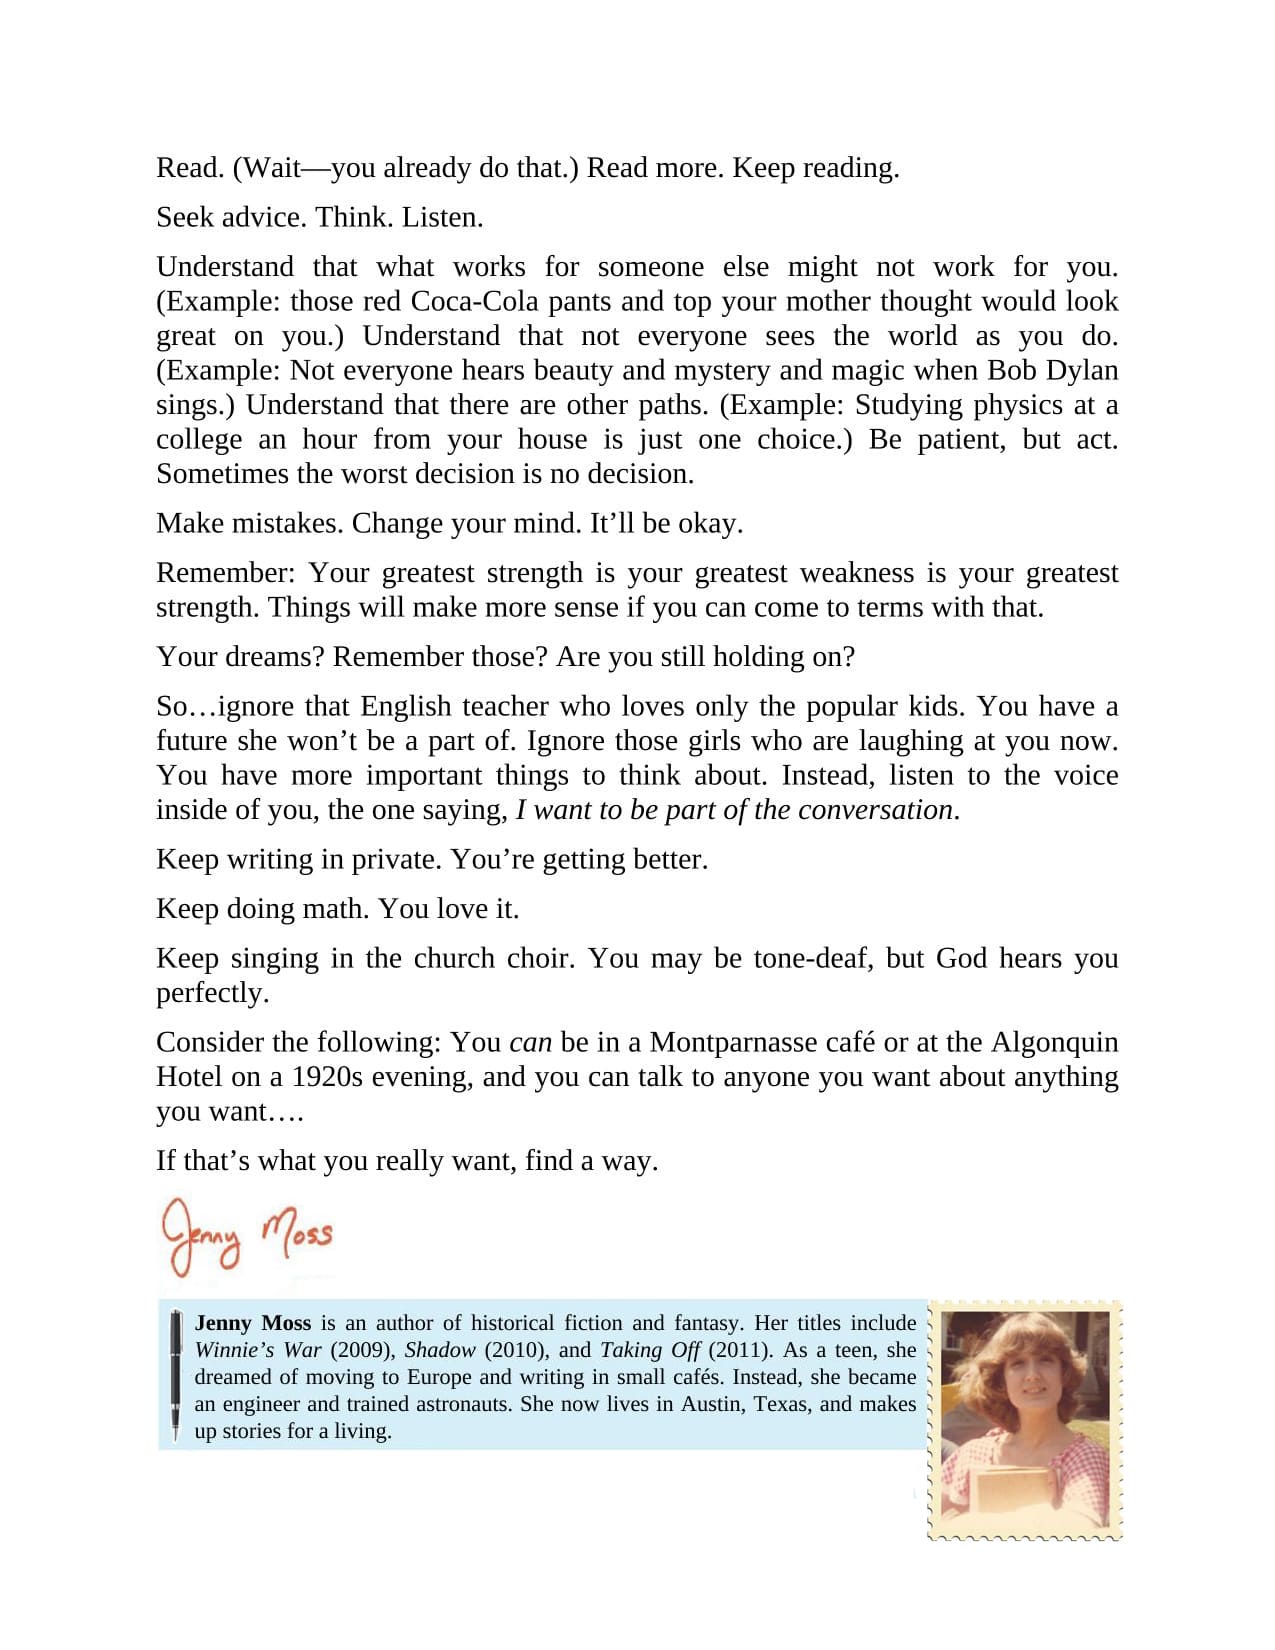 Read. (Wait—you already do that.) Read more. Keep reading.
Seek advice. Think. Listen.
Understand that what works for someone else might not work for you.
(Example: those red Coca-Cola pants and top your mother thought would look
great on you.) Understand that not everyone sees the world as you do.
(Example: Not everyone hears beauty and mystery and magic when Bob Dylan
sings.) Understand that there are other paths. (Example: Studying physics at a
college an hour from your house is just one choice.) Be patient, but act.
Sometimes the worst decision is no decision.
Make mistakes. Change your mind. It’ll be okay.
Remember: Your greatest strength is your greatest weakness is your greatest
strength. Things will make more sense if you can come to terms with that.
Your dreams? Remember those? Are you still holding on?
So…ignore that English teacher who loves only the popular kids. You have a
future she won’t be a part of. Ignore those girls who are laughing at you now.
You have more important things to think about. Instead, listen to the voice
inside of you, the one saying, I want to be part of the conversation.
Keep writing in private. You’re getting better.
Keep doing math. You love it.
Keep singing in the church choir. You may be tone-deaf, but God hears you
perfectly.
Consider the following: You can be in a Montparnasse café or at the Algonquin
Hotel on a 1920s evening, and you can talk to anyone you want about anything
you want….
If that’s what you really want, find a way.
Jenny Moss
Jenny Moss is an author of historical fiction and fantasy. Her titles include
Winnie’s War (2009), Shadow (2010), and Taking Off (2011). As a teen, she
dreamed of moving to Europe and writing in small cafés. Instead, she became
an engineer and trained astronauts. She now lives in Austin, Texas, and makes
up stories for a living.